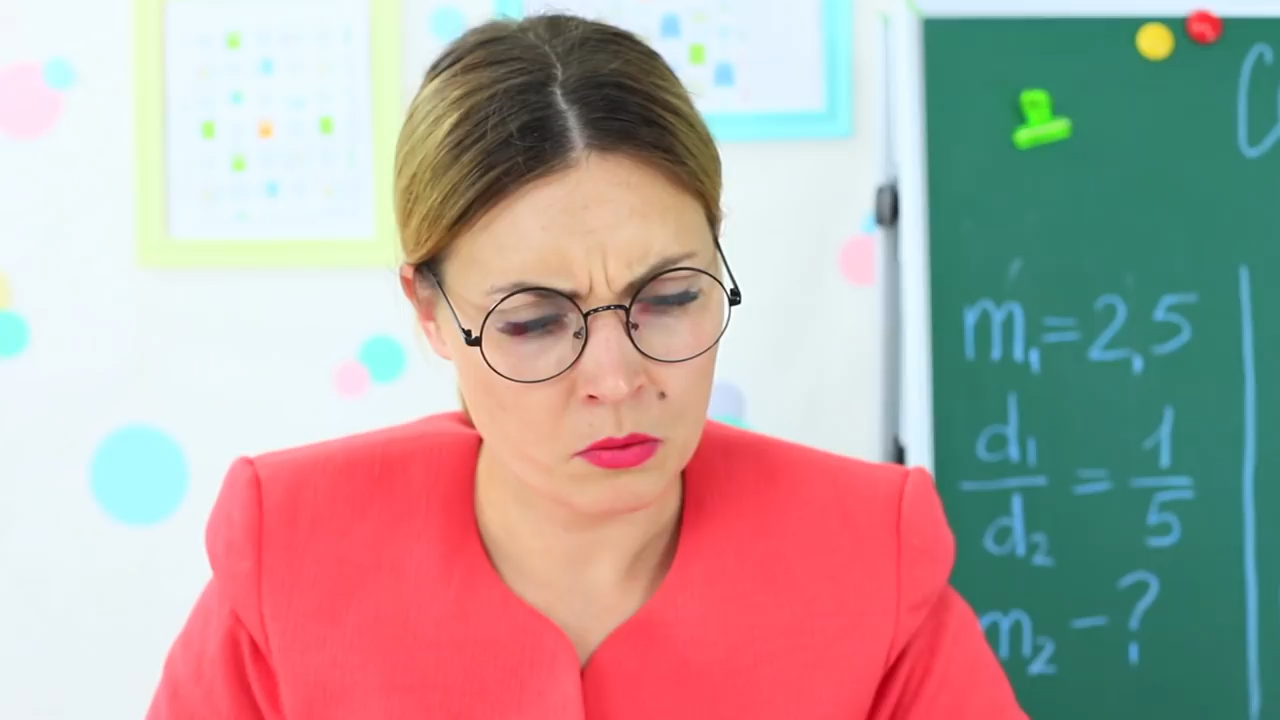 C
m₁=2,5
d₁/d₂ = 1/5
m₂ - ?